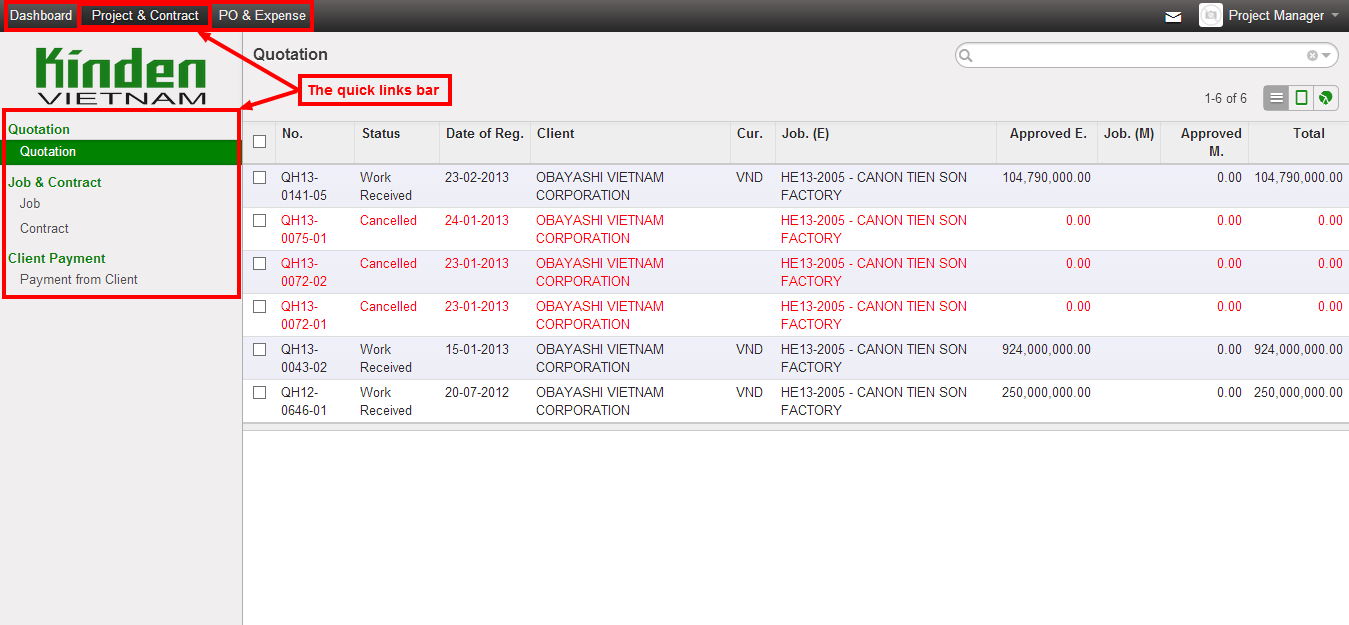 Dashboard Project & Contract PO & Expense Project Manager
Kinden
VIETNAM
Quotation
The quick links bar
1-6 of 6
Quotation
Quotation
Job & Contract
Job
Contract
Client Payment
Payment from Client
No. Status Date of Reg. Client Cur. Job. (E) Approved E. Job. (M) Approved Total
M.
QH13- Work 23-02-2013 OBAYASHI VIETNAM VND HE13-2005 - CANON TIEN SON 104,790,000.00 0.00 104,790,000.00
0141-05 Received CORPORATION FACTORY
QH13- Cancelled 24-01-2013 OBAYASHI VIETNAM HE13-2005 - CANON TIEN SON 0.00 0.00 0.00
0075-01 CORPORATION FACTORY
QH13- Cancelled 23-01-2013 OBAYASHI VIETNAM HE13-2005 - CANON TIEN SON 0.00 0.00 0.00
0072-02 CORPORATION FACTORY
QH13- Cancelled 23-01-2013 OBAYASHI VIETNAM HE13-2005 - CANON TIEN SON 0.00 0.00 0.00
0072-01 CORPORATION FACTORY
QH13- Work 15-01-2013 OBAYASHI VIETNAM VND HE13-2005 - CANON TIEN SON 924,000,000.00 0.00 924,000,000.00
0043-02 Received CORPORATION FACTORY
QH12- Work 20-07-2012 OBAYASHI VIETNAM VND HE13-2005 - CANON TIEN SON 250,000,000.00 0.00 250,000,000.00
0646-01 Received CORPORATION FACTORY